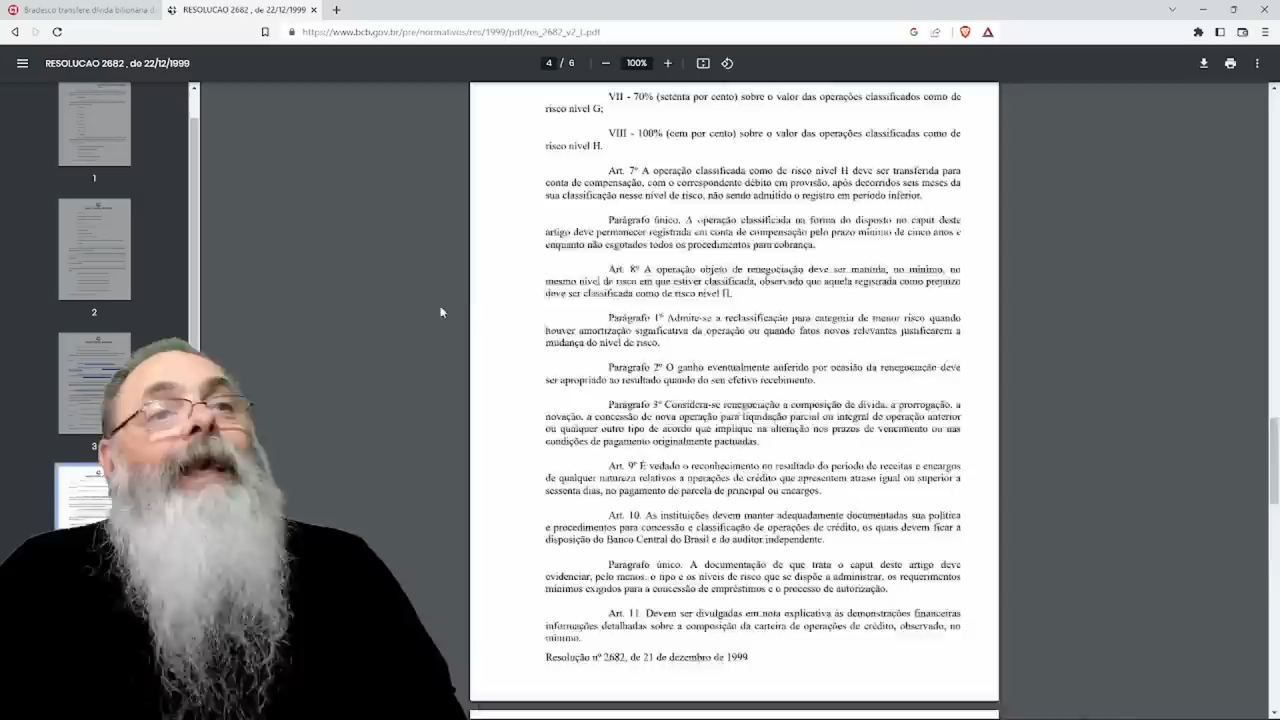 Bradesco transfere dívida bilionária d
RESOLUCAO 2682 , de 22/12/1999
https://www.bcb.gov.br/pre/normativos/res/1999/pdf/res_2682_v2_L.pdf
RESOLUCAO 2682 , de 22/12/1999
4 / 6
100%
1
2
3
VII - 70% (setenta por cento) sobre o valor das operações classificados como de
risco nível G;
VIII - 100% (cem por cento) sobre o valor das operações classificadas como de
risco nível H.
Art. 7º A operação classificada como de risco nível H deve ser transferida para
conta de compensação, com o correspondente débito em provisão, após decorridos seis meses da
sua classificação nesse nível de risco, não sendo admitido o registro em período inferior.
Parágrafo único. A operação classificada na forma do disposto no caput deste
artigo deve permanecer registrada em conta de compensação pelo prazo mínimo de cinco anos e
enquanto não esgotados todos os procedimentos para cobrança.
Art. 8º A operação objeto de renegociação deve ser mantida, no mínimo, no
mesmo nível de risco em que estiver classificada, observado que aquela registrada como prejuízo
deve ser classificada como de risco nível H.
Parágrafo 1º Admite-se a reclassificação para categoria de menor risco quando
houver amortização significativa da operação ou quando fatos novos relevantes justificarem a
mudança do nível de risco.
Parágrafo 2º O ganho eventualmente auferido por ocasião da renegociação deve
ser apropriado ao resultado quando do seu efetivo recebimento.
Parágrafo 3º Considera-se renegociação a composição de dívida, a prorrogação, a
novação, a concessão de nova operação para liquidação parcial ou integral de operação anterior
ou qualquer outro tipo de acordo que implique na alteração nos prazos de vencimento ou nas
condições de pagamento originalmente pactuadas.
Art. 9º É vedado o reconhecimento no resultado do período de receitas e encargos
de qualquer natureza relativos a operações de crédito que apresentem atraso igual ou superior a
sessenta dias, no pagamento de parcela de principal ou encargos.
Art. 10. As instituições devem manter adequadamente documentadas sua política
e procedimentos para concessão e classificação de operações de crédito, os quais devem ficar a
disposição do Banco Central do Brasil e do auditor independente.
Parágrafo único. A documentação de que trata o caput deste artigo deve
evidenciar, pelo menos, o tipo e os níveis de risco que se dispõe a administrar, os requerimentos
mínimos exigidos para a concessão de empréstimos e o processo de autorização.
Art. 11. Devem ser divulgadas em nota explicativa às demonstrações financeiras
informações detalhadas sobre a composição da carteira de operações de crédito, observado, no
mínimo.
Resolução nº 2682, de 21 de dezembro de 1999